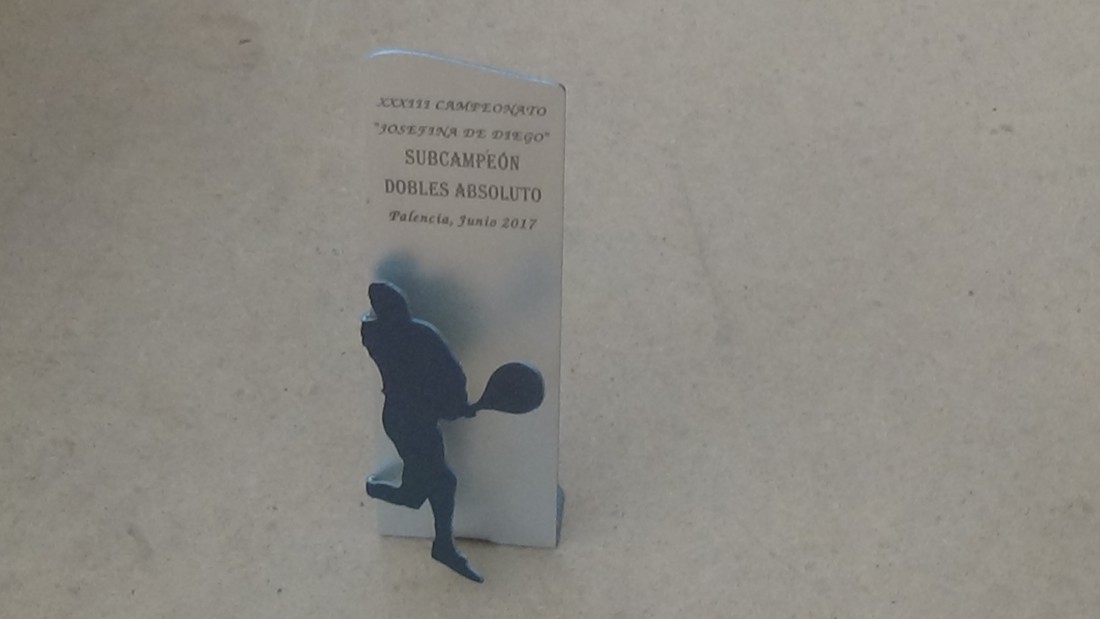 XXXIII CAMPEONATO
"JOSEFINA DE DIEGO"
SUBCAMPEÓN
DOBLES ABSOLUTO
Palencia, Junio 2017